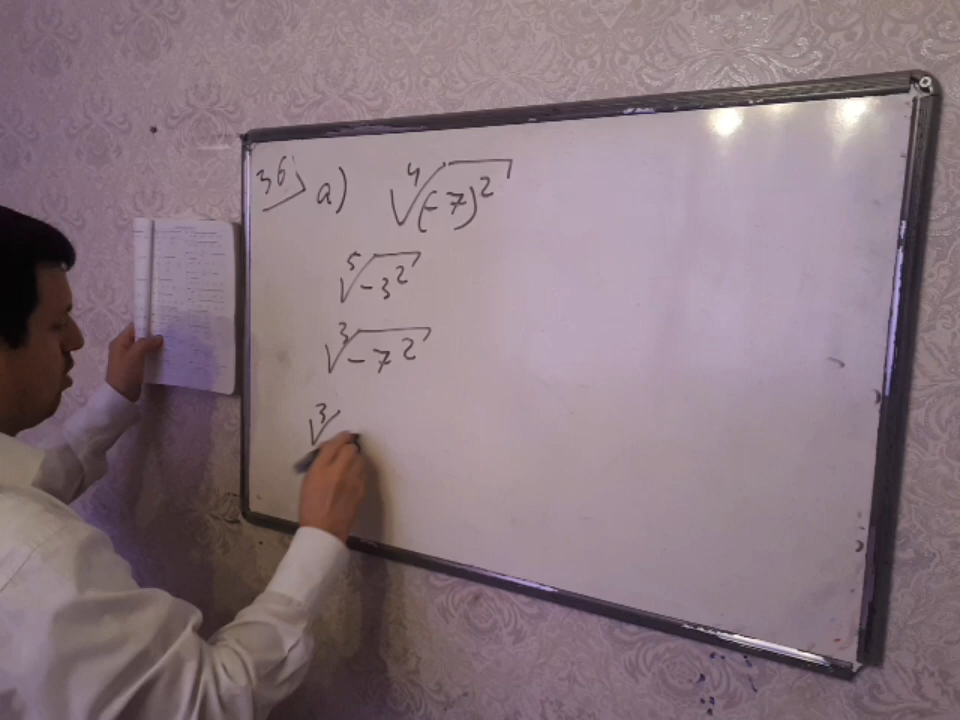 36) a) ⁴√(-7)²
⁵√-3²
³√-7²
³√